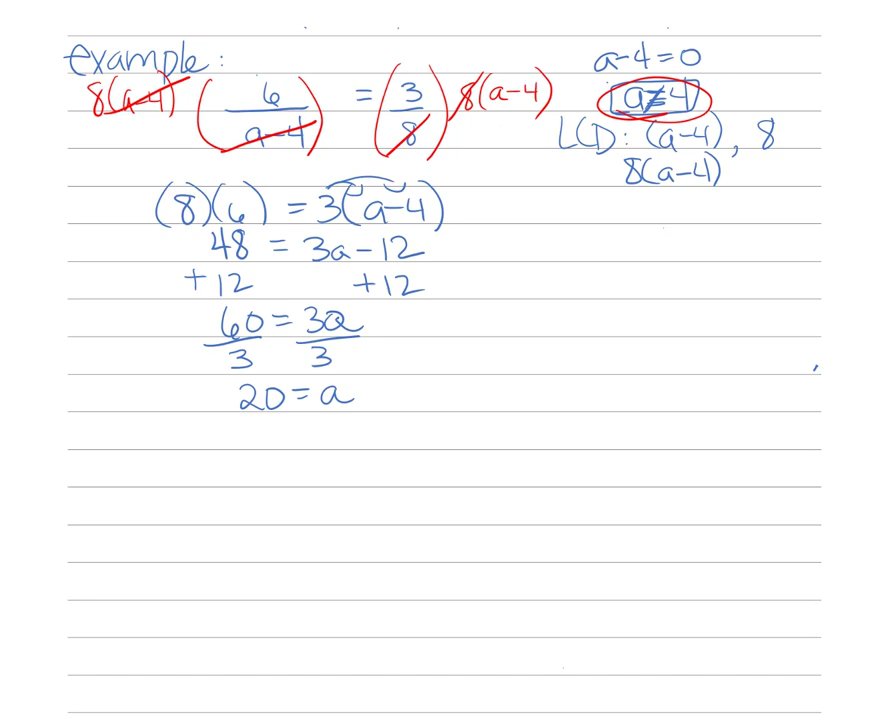 example:
8(a-4) (6/(a-4)) = (3/8) 8(a-4)
(8)(6) = 3(a-4)
48 = 3a-12
+12 +12
60 = 3a
3 3
20 = a
a-4=0
a≠4
LCD: (a-4), 8
8(a-4)